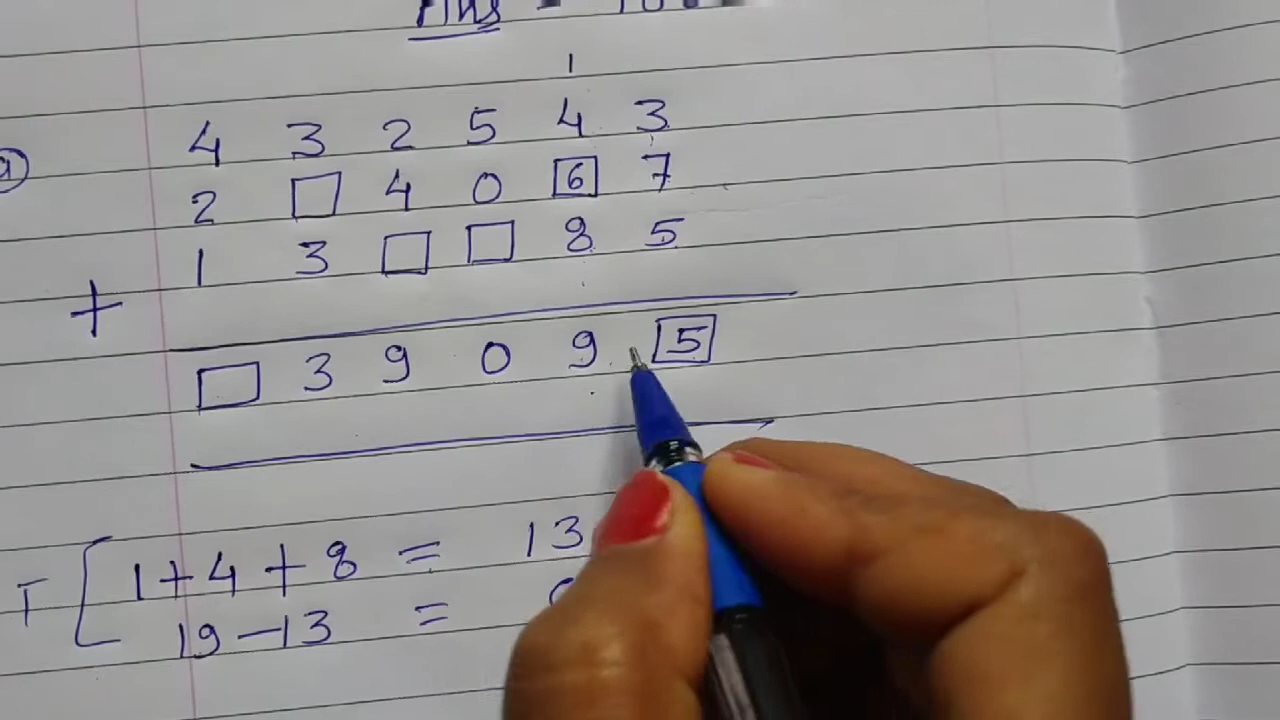 Ans =
1
4 3 2 5 4 3
2 □ 4 0 6 7
1 3 □ □ 8 5
+
□ 3 9 0 9 5
1+4+8 = 13
19-13 =